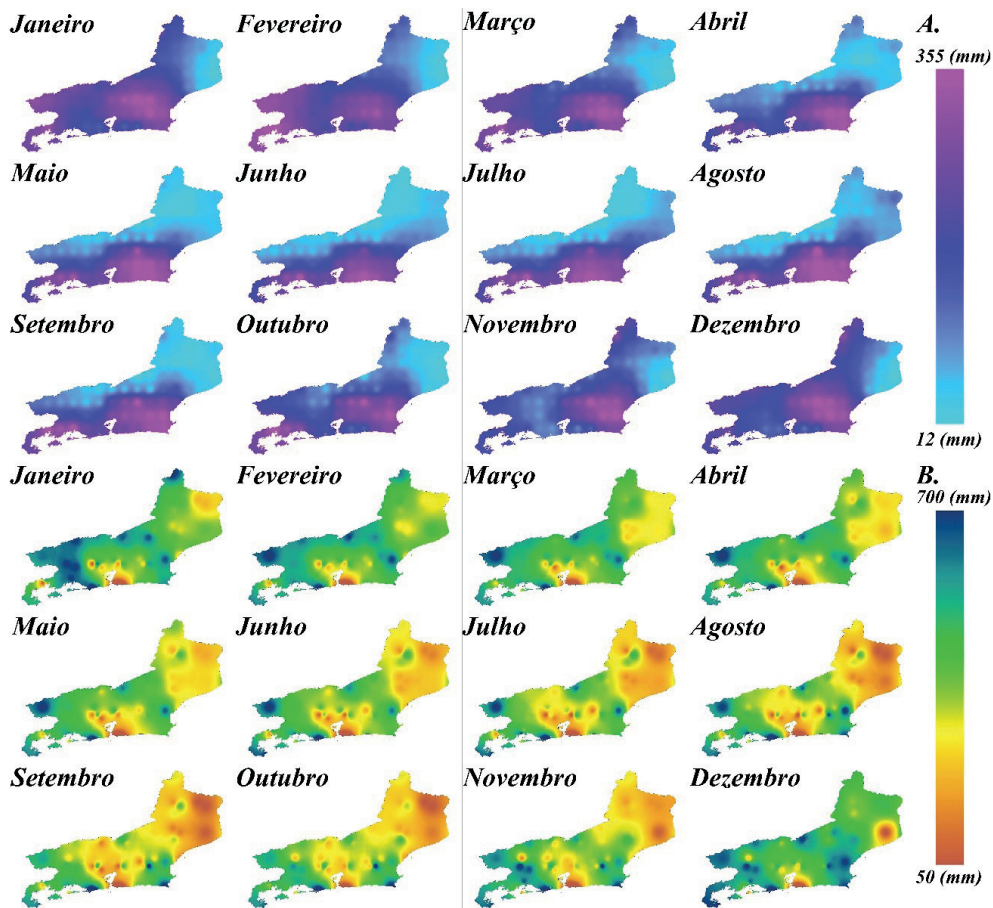 Janeiro
Fevereiro
Março
Abril
A.
355 (mm)
Maio
Junho
Julho
Agosto
Setembro
Outubro
Novembro
Dezembro
12 (mm)
Janeiro
Fevereiro
Março
Abril
B.
700 (mm)
Maio
Junho
Julho
Agosto
Setembro
Outubro
Novembro
Dezembro
50 (mm)